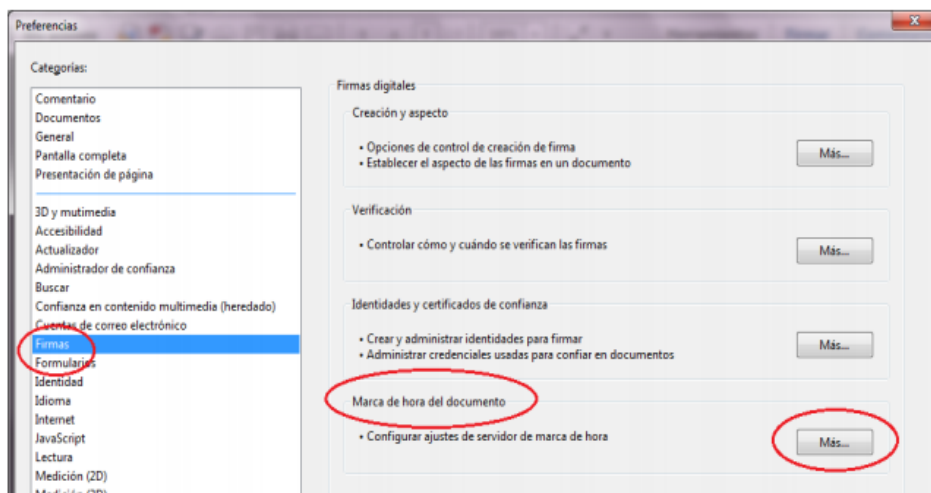 Preferencias
Categorías:
Comentario
Documentos
General
Pantalla completa
Presentación de página
3D y mutimedia
Accesibilidad
Actualizador
Administrador de confianza
Buscar
Confianza en contenido multimedia (heredado)
Cuentas de correo electrónico
Firmas
Formularios
Identidad
Idioma
Internet
JavaScript
Lectura
Medición (2D)
Medición (3D)
Firmas digitales
Creación y aspecto
• Opciones de control de creación de firma
• Establecer el aspecto de las firmas en un documento
Más...
Verificación
• Controlar cómo y cuándo se verifican las firmas
Más...
Identidades y certificados de confianza
• Crear y administrar identidades para firmar
• Administrar credenciales usadas para confiar en documentos
Más...
Marca de hora del documento
• Configurar ajustes de servidor de marca de hora
Más...